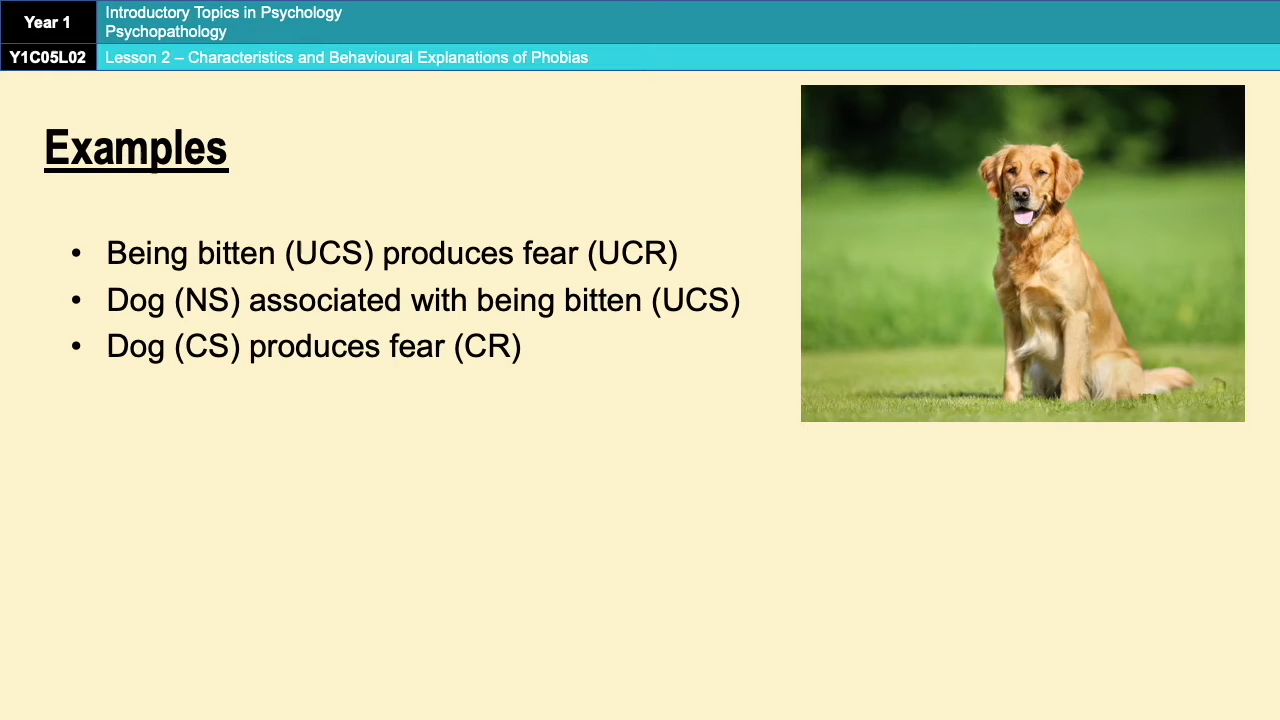 Year 1
Introductory Topics in Psychology
Psychopathology
Y1C05L02
Lesson 2 – Characteristics and Behavioural Explanations of Phobias
Examples
• Being bitten (UCS) produces fear (UCR)
• Dog (NS) associated with being bitten (UCS)
• Dog (CS) produces fear (CR)